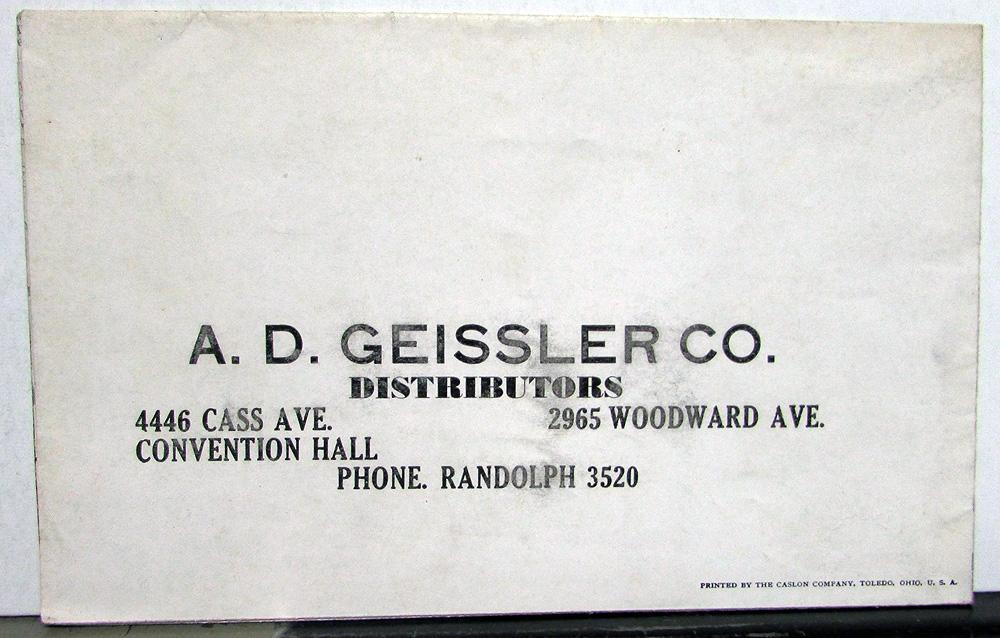 A. D. GEISSLER CO.
DISTRIBUTORS
4446 CASS AVE. 2965 WOODWARD AVE.
CONVENTION HALL
PHONE. RANDOLPH 3520
PRINTED BY THE CASLON COMPANY, TOLEDO, OHIO, U. S. A.